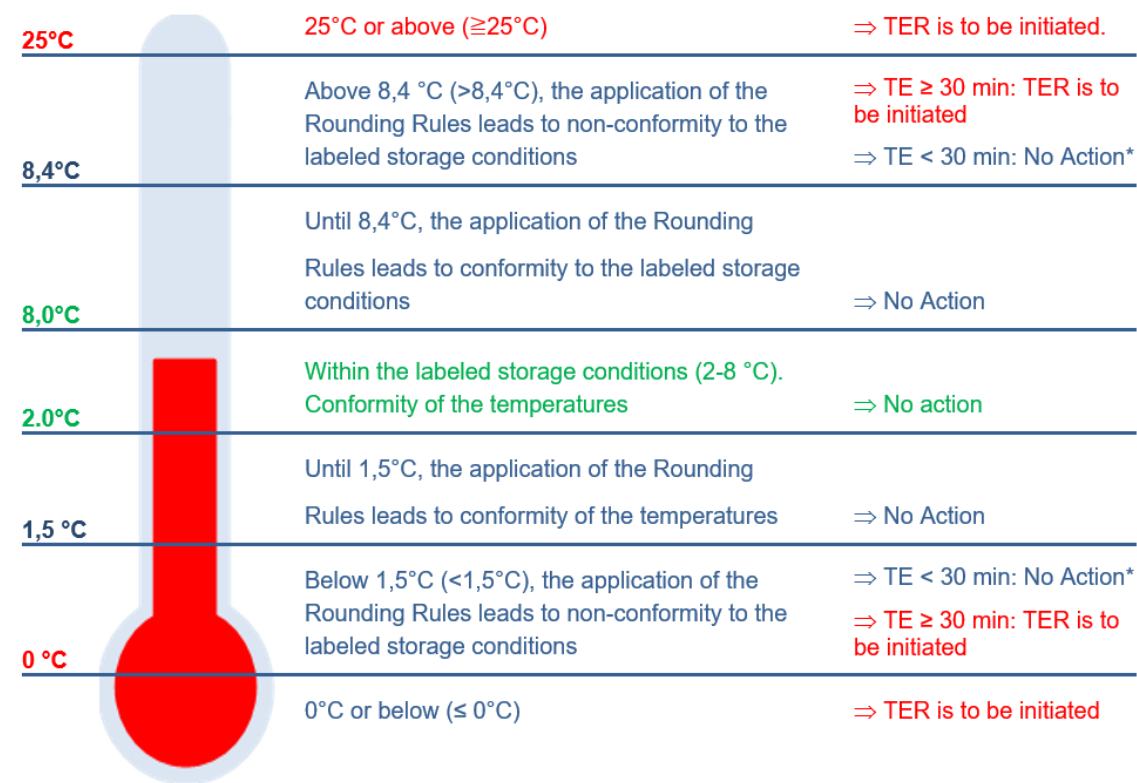 25°C
25°C or above (≧25°C)
⇒ TER is to be initiated.
Above 8,4 °C (>8,4°C), the application of the
Rounding Rules leads to non-conformity to the
labeled storage conditions
⇒ TE ≥ 30 min: TER is to
be initiated
⇒ TE < 30 min: No Action*
8,4°C
Until 8,4°C, the application of the Rounding
Rules leads to conformity to the labeled storage
conditions
⇒ No Action
8,0°C
Within the labeled storage conditions (2-8 °C).
Conformity of the temperatures
⇒ No action
2.0°C
Until 1,5°C, the application of the Rounding
Rules leads to conformity of the temperatures
⇒ No Action
1,5 °C
Below 1,5°C (<1,5°C), the application of the
Rounding Rules leads to non-conformity to the
labeled storage conditions
⇒ TE < 30 min: No Action*
⇒ TE ≥ 30 min: TER is to
be initiated
0 °C
0°C or below (≤ 0°C)
⇒ TER is to be initiated